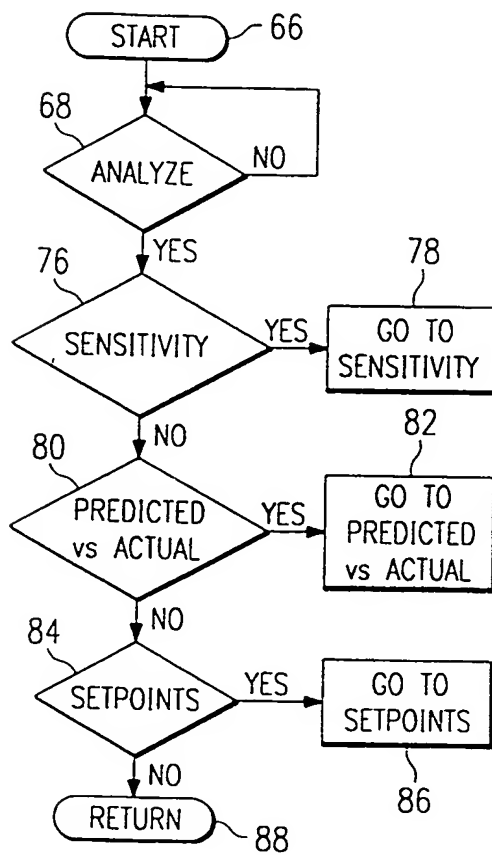 START
66
68
ANALYZE
NO
YES
76
SENSITIVITY
YES
78
GO TO
SENSITIVITY
NO
80
PREDICTED
vs ACTUAL
YES
82
GO TO
PREDICTED
vs ACTUAL
NO
84
SETPOINTS
YES
GO TO
SETPOINTS
86
NO
RETURN
88